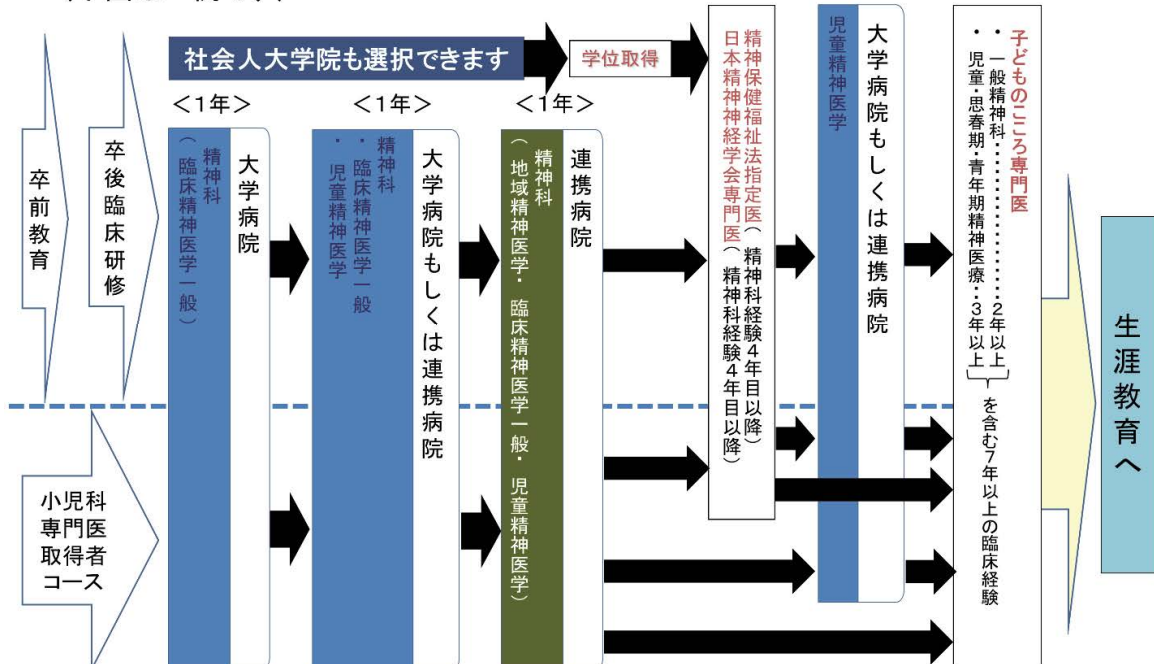 社会人大学院も選択できます
学位取得
<1年>
<1年>
<1年>
卒前教育
卒後臨床研修
大学病院
精神科
(臨床精神医学一般)
大学病院もしくは連携病院
精神科
・臨床精神医学一般
・児童精神医学
連携病院
精神科
(地域精神医学・臨床精神医学一般・児童精神医学)
精神保健福祉法指定医(精神科経験4年目以降)
日本精神神経学会専門医(精神科経験4年目以降)
大学病院もしくは連携病院
児童精神医学
子どものこころ専門医
・一般精神科……………………2年以上
・児童・思春期・青年期精神医療・3年以上
を含む7年以上の臨床経験
生涯教育へ
小児科
専門医
取得者
コース